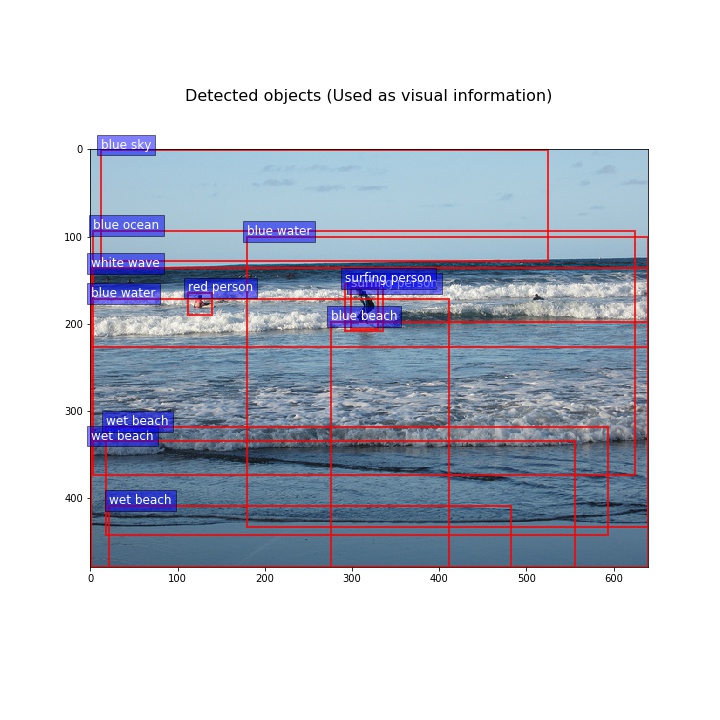 Detected objects (Used as visual information)
blue sky
0
blue ocean
blue water
100
white wave
surfing person
surfing person
red person
blue water
200
blue beach
300
wet beach
wet beach
400
wet beach
0 100 200 300 400 500 600